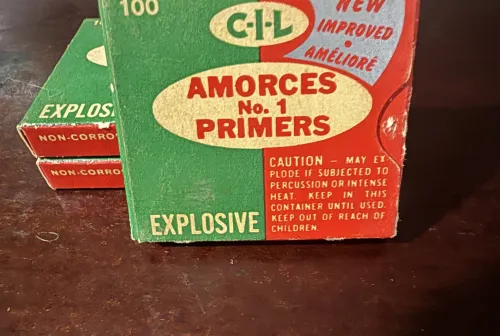 100
C-I-L
NEW
IMPROVED
AMÉLIORÉ
AMORCES
No. 1
PRIMERS
CAUTION – MAY EX
PLODE IF SUBJECTED TO
PERCUSSION OR INTENSE
HEAT. KEEP IN THIS
CONTAINER UNTIL USED.
KEEP OUT OF REACH OF
CHILDREN.
EXPLOSIVE
EXPLOSI
NON-CORRO
NON-CORRO